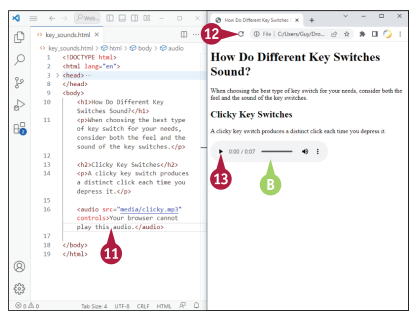 Web...
key_sounds.html
key_sounds.html > html > body > audio
1 <!DOCTYPE html>
2 <html lang="en">
3 > <head>...
8 </head>
9 <body>
10 <h1>How Do Different Key
Switches Sound?</h1>
11 <p>When choosing the best type
of key switch for your needs,
consider both the feel and the
sound of the key switches.</p>
12
13 <h2>Clicky Key Switches</h2>
14 <p>A clicky key switch produces
a distinct click each time you
depress it.</p>
15
16 <audio src="media/clicky.mp3"
controls>Your browser cannot
play this audio.</audio>
17
18 </body>
19 </html>
11
0 0 Tab Size: 4 UTF-8 CRLF HTML
How Do Different Key Switches
12 File | C:/Users/Guy/Dro...
How Do Different Key Switches
Sound?
When choosing the best type of key switch for your needs, consider both the
feel and the sound of the key switches.
Clicky Key Switches
A clicky key switch produces a distinct click each time you depress it
0:00 / 0:07
13 B